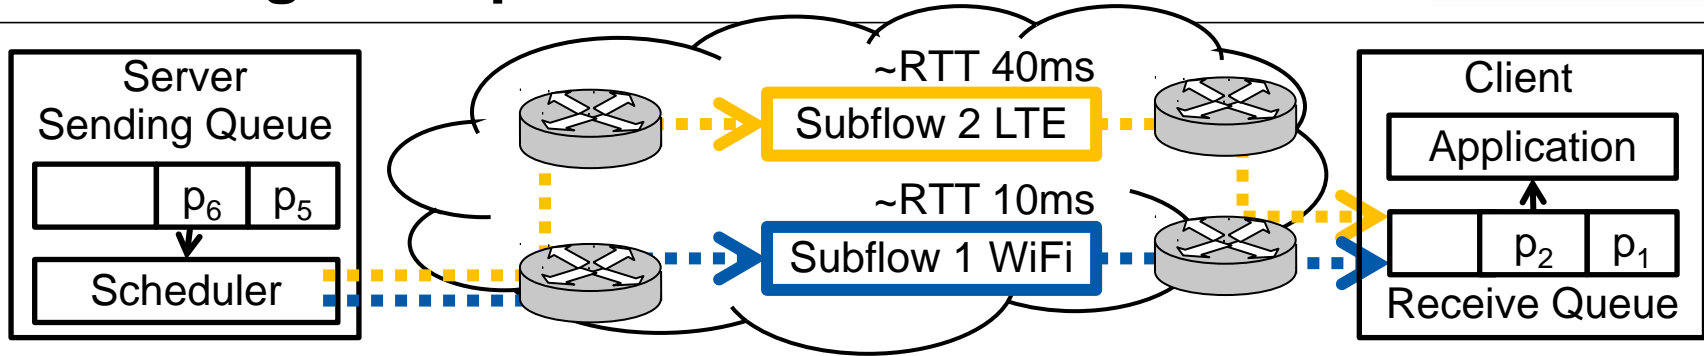 Server
Sending Queue
p6 p5
Scheduler
~RTT 40ms
Subflow 2 LTE
~RTT 10ms
Subflow 1 WiFi
Client
Application
p2 p1
Receive Queue